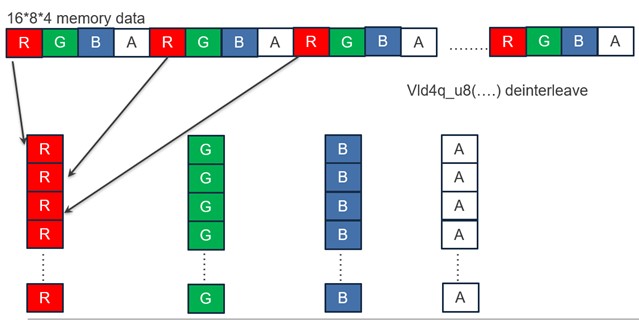 16*8*4 memory data
R G B A R G B A R G B A ........ R G B A
Vld4q_u8(....) deinterleave
R G B A
R G B A
R G B A
R G B A
R G B A